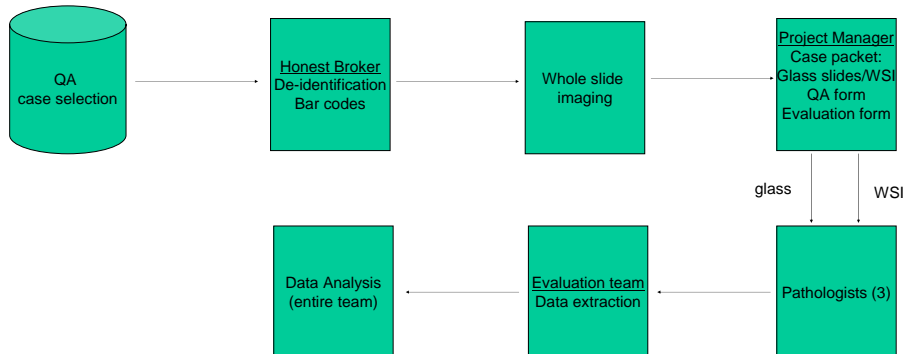 QA
case selection
Honest Broker
De-identification
Bar codes
Whole slide
imaging
Project Manager
Case packet:
Glass slides/WSI
QA form
Evaluation form
glass
WSI
Data Analysis
(entire team)
Evaluation team
Data extraction
Pathologists (3)